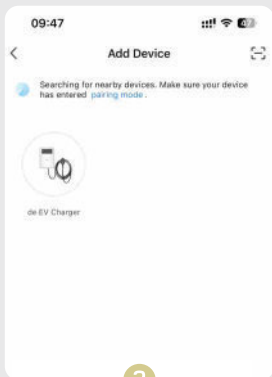 09:47
Add Device
Searching for nearby devices. Make sure your device
has entered pairing mode.
de EV Charger